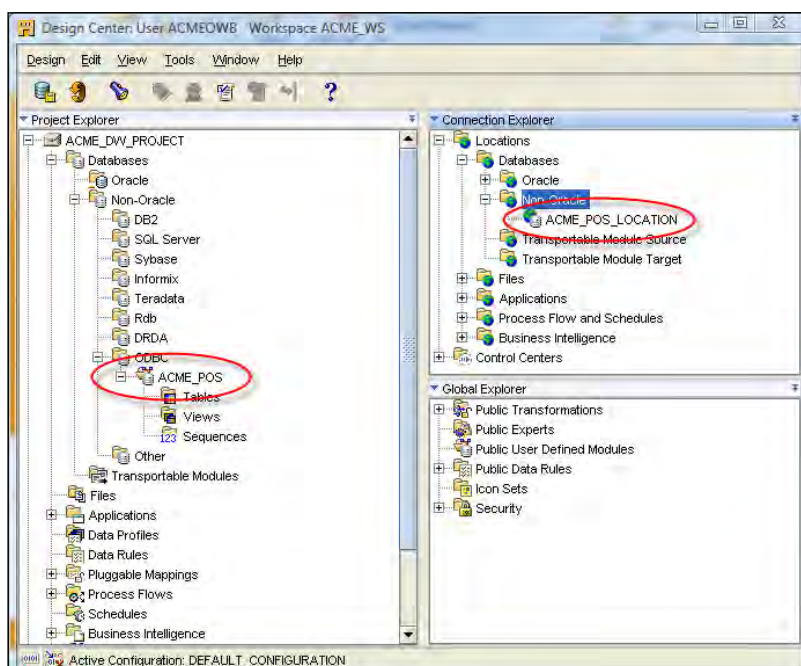 Design Center: User ACMEOWB Workspace ACME_WS
Design Edit View Tools Window Help
?
Project Explorer
ACME_DW_PROJECT
Databases
Oracle
Non-Oracle
DB2
SQL Server
Sybase
Informix
Teradata
Rdb
DRDA
ODBC
ACME_POS
Tables
Views
123 Sequences
Other
Transportable Modules
Files
Applications
Data Profiles
Data Rules
Pluggable Mappings
Process Flows
Schedules
Business Intelligence
Connection Explorer
Locations
Databases
Oracle
Non-Oracle
ACME_POS_LOCATION
Transportable Module Source
Transportable Module Target
Files
Applications
Process Flow and Schedules
Business Intelligence
Control Centers
Global Explorer
Public Transformations
Public Experts
Public User Defined Modules
Public Data Rules
Icon Sets
Security
Active Configuration: DEFAULT_CONFIGURATION